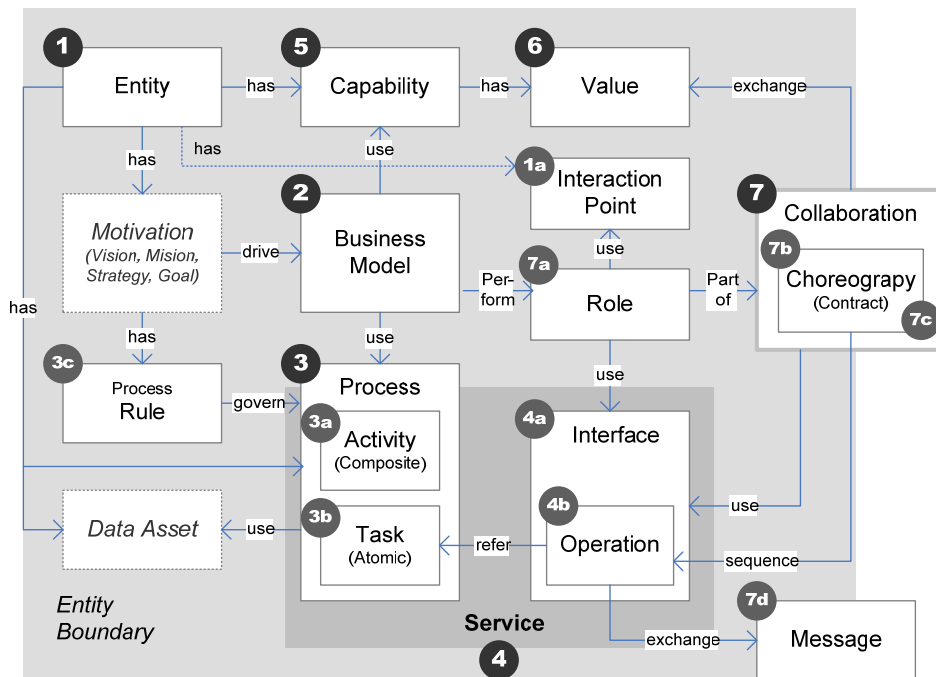 1
Entity
has
5
Capability
has
6
Value
exchange
has
has
use
1a
Interaction
Point
7
Collaboration
7b
Choreograpy
(Contract)
7c
Motivation
(Vision, Mision,
Strategy, Goal)
drive
2
Business
Model
Per-
form
use
7a
Role
Part
of
has
has
use
use
3c
Process
Rule
govern
3
Process
3a
Activity
(Composite)
4a
Interface
use
Data Asset
use
3b
Task
(Atomic)
refer
4b
Operation
sequence
Entity
Boundary
Service
4
exchange
7d
Message